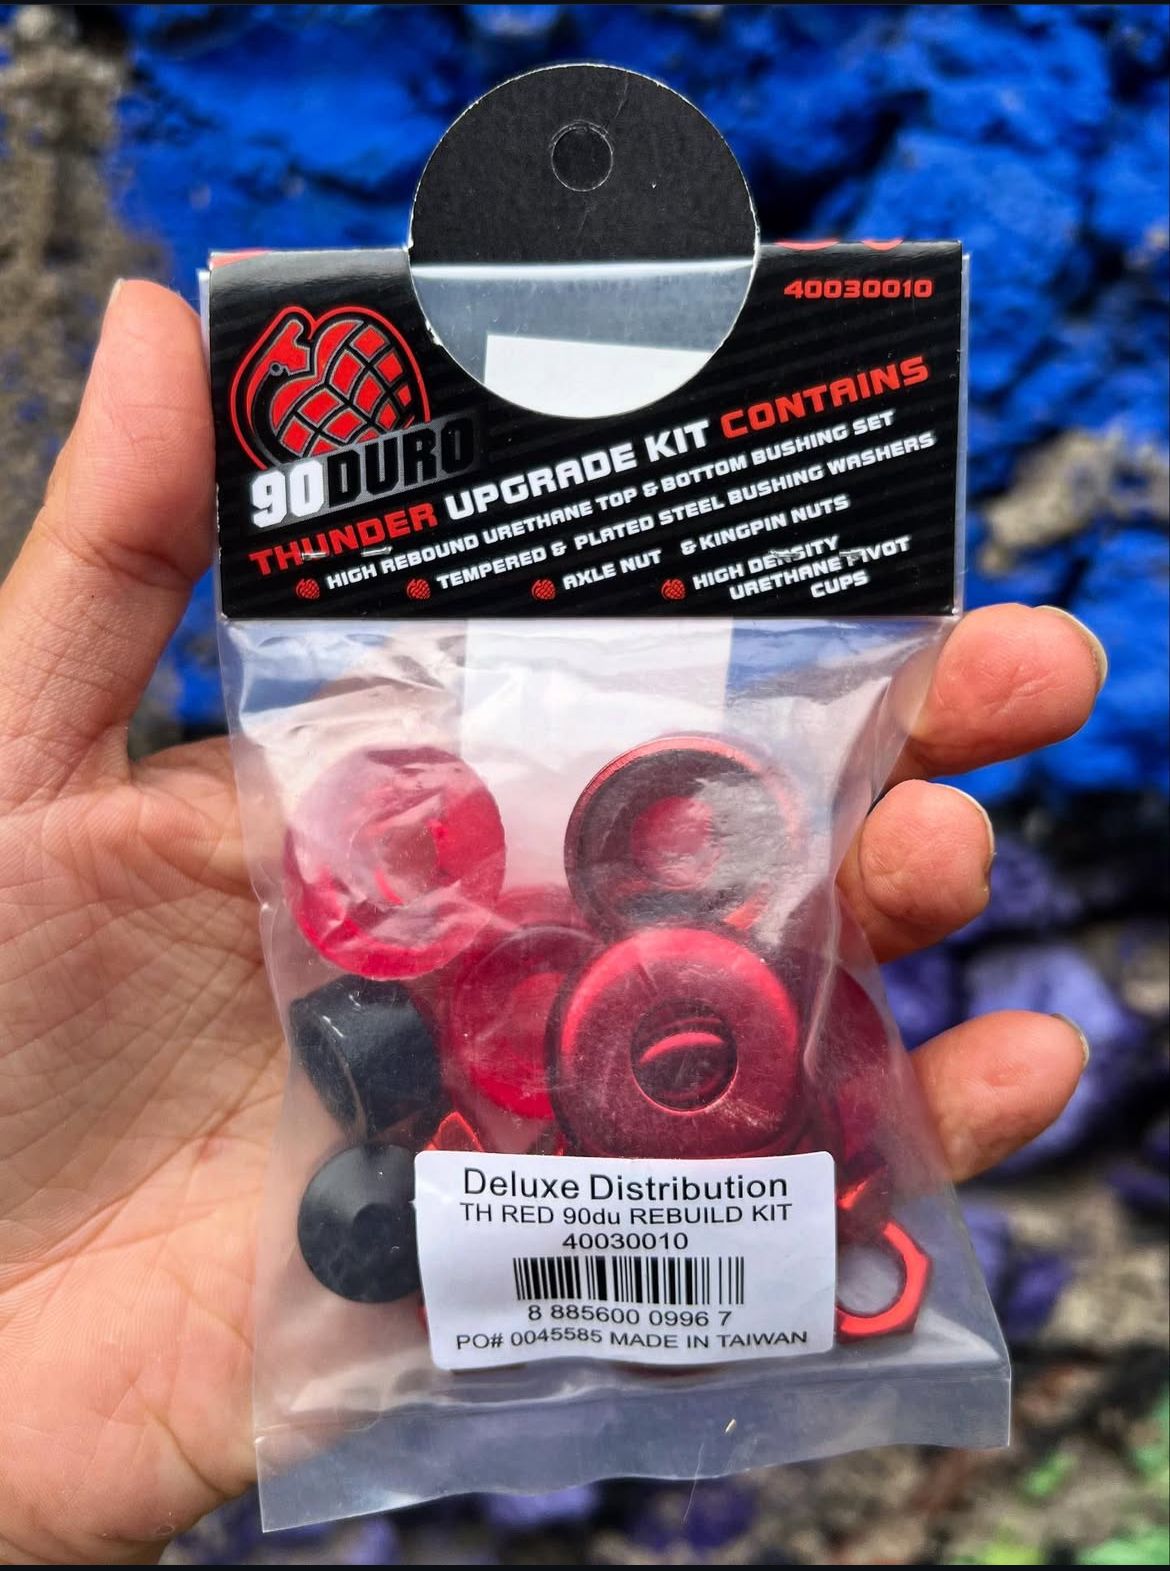 40030010
90DURO
THUNDER UPGRADE KIT CONTAINS
HIGH REBOUND URETHANE TOP & BOTTOM BUSHING SET
TEMPERED & PLATED STEEL BUSHING WASHERS
AXLE NUT & KINGPIN NUTS
HIGH DENSITY
URETHANE PIVOT
CUPS
Deluxe Distribution
TH RED 90du REBUILD KIT
40030010
8 885600 0996 7
PO# 0045585 MADE IN TAIWAN